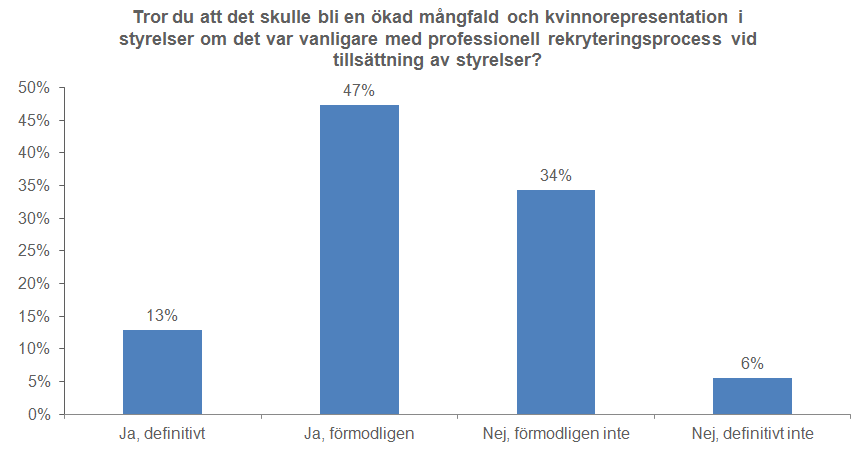 Tror du att det skulle bli en ökad mångfald och kvinnorepresentation i
styrelser om det var vanligare med professionell rekryteringsprocess vid
tillsättning av styrelser?
50%
45%
40%
35%
30%
25%
20%
15%
10%
5%
0%
13%
47%
34%
6%
Ja, definitivt
Ja, förmodligen
Nej, förmodligen inte
Nej, definitivt inte